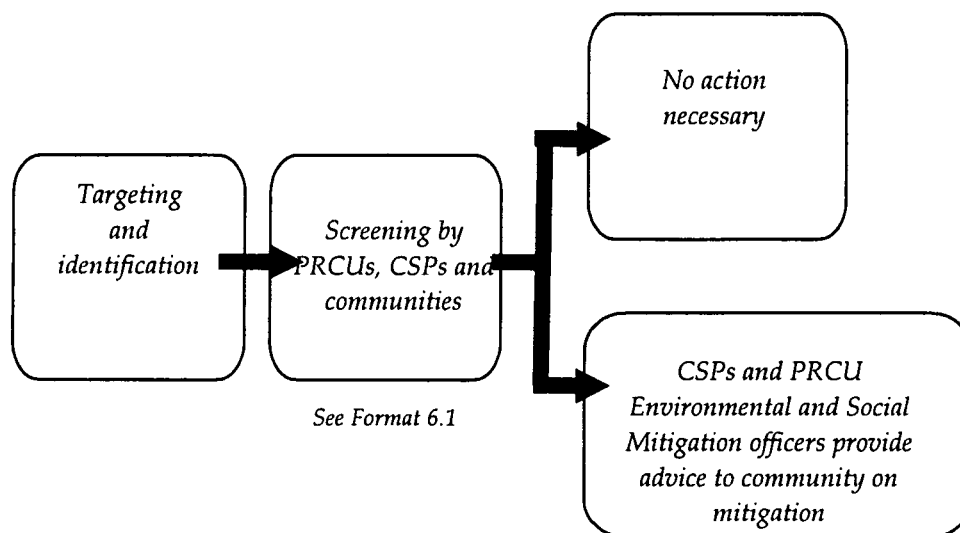 Targeting
and
identification
Screening by
PRCUs, CSPs and
communities
See Format 6.1
No action
necessary
CSPs and PRCU
Environmental and Social
Mitigation officers provide
advice to community on
mitigation